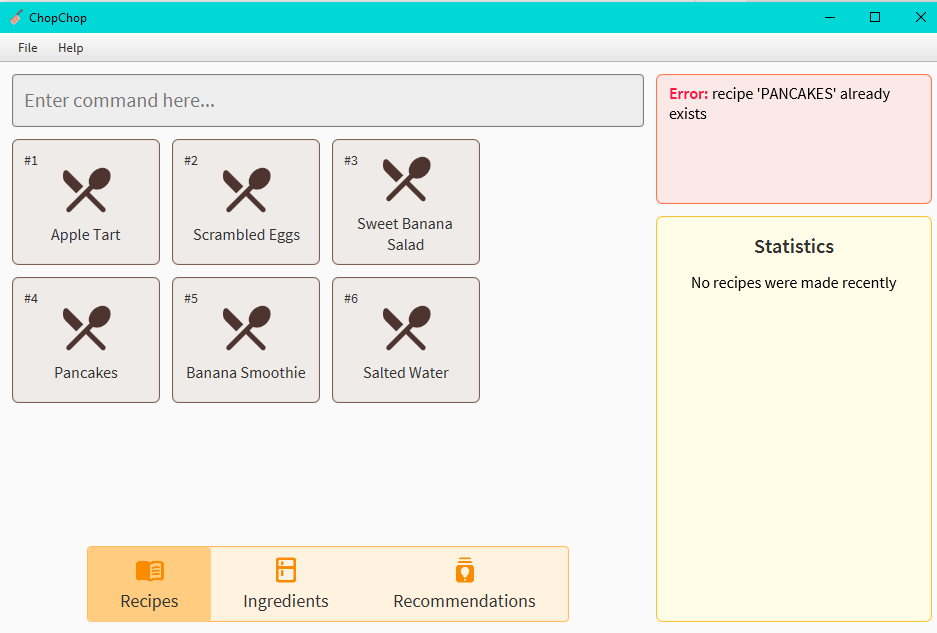 ChopChop
File Help
Enter command here...
Error: recipe 'PANCAKES' already
exists
#1
Apple Tart
#2
Scrambled Eggs
#3
Sweet Banana
Salad
#4
Pancakes
#5
Banana Smoothie
#6
Salted Water
Statistics
No recipes were made recently
Recipes
Ingredients
Recommendations